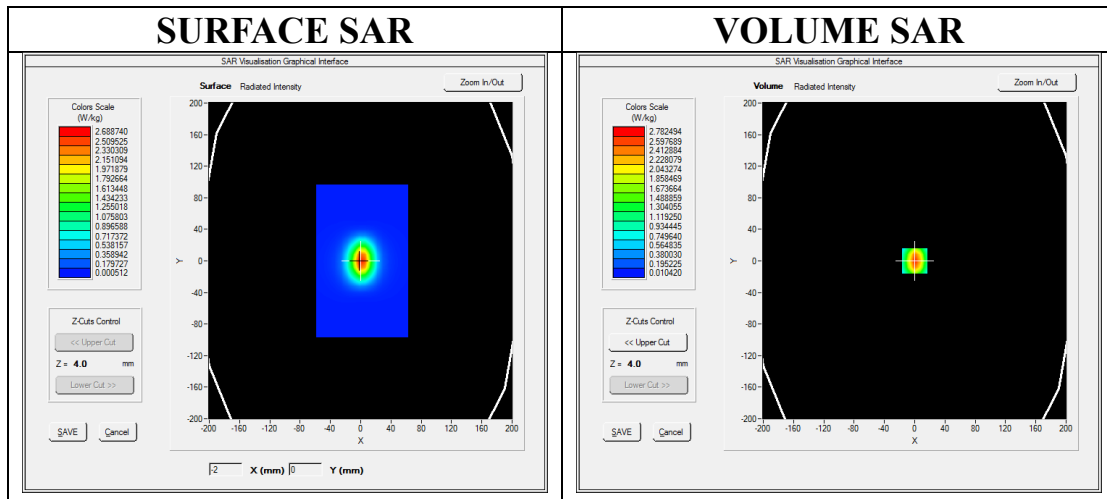 SURFACE SAR
SAR Visualisation Graphical Interface
Surface Radiated Intensity
Zoom In/Out
Colors Scale
(W/kg)
2.688740
2.509525
2.330309
2.151094
1.971879
1.792664
1.613448
1.434233
1.255018
1.075803
0.896588
0.717372
0.538157
0.358942
0.179727
0.000512
Z-Cuts Control
<< Upper Cut
Z = 4.0 mm
Lower Cut >>
SAVE Cancel
Y
200
160
120
80
40
0
-40
-80
-120
-160
-200
-200 -160 -120 -80 -40 0 40 80 120 160 200
X
-2 X (mm) 0 Y (mm)
VOLUME SAR
SAR Visualisation Graphical Interface
Volume Radiated Intensity
Zoom In/Out
Colors Scale
(W/kg)
2.782494
2.597689
2.412884
2.228079
2.043274
1.858469
1.673664
1.488859
1.304055
1.119250
0.934445
0.749640
0.564835
0.380030
0.195225
0.010420
Z-Cuts Control
<< Upper Cut
Z = 4.0 mm
Lower Cut >>
SAVE Cancel
Y
200
160
120
80
40
0
-40
-80
-120
-160
-200
-200 -160 -120 -80 -40 0 40 80 120 160 200
X